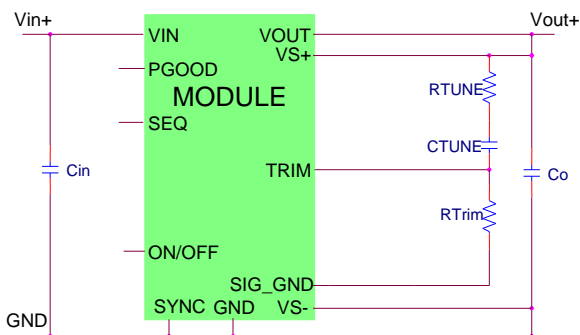 Vin+
Vout+
VIN
VOUT
VS+
PGOOD
RTUNE
MODULE
SEQ
CTUNE
TRIM
Cin
Co
RTrim
ON/OFF
SIG_GND
SYNC
GND
VS-
GND